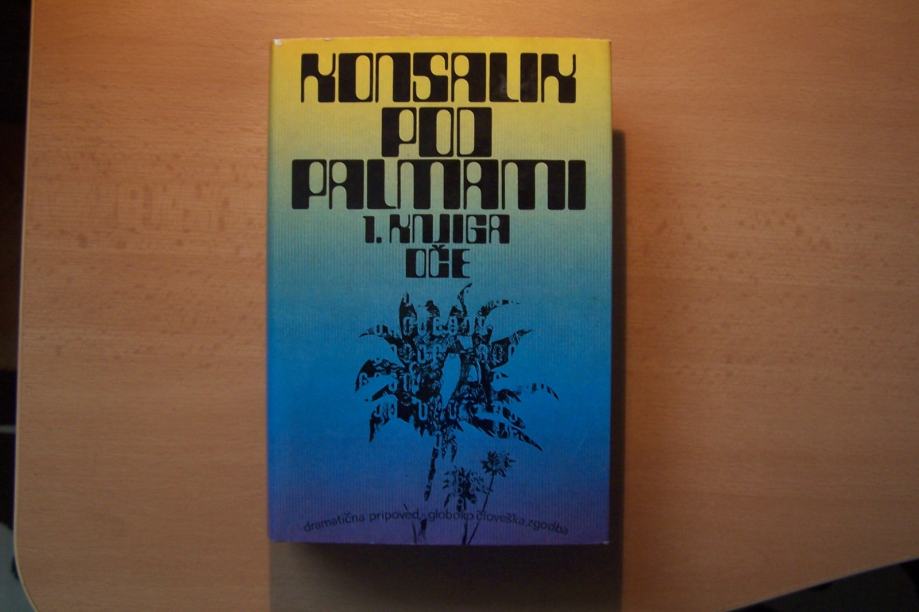 KONSALIK
POD
PALMAMI
1. KNJIGA
OČE
dramatična pripoved - globoko človeška zgodba